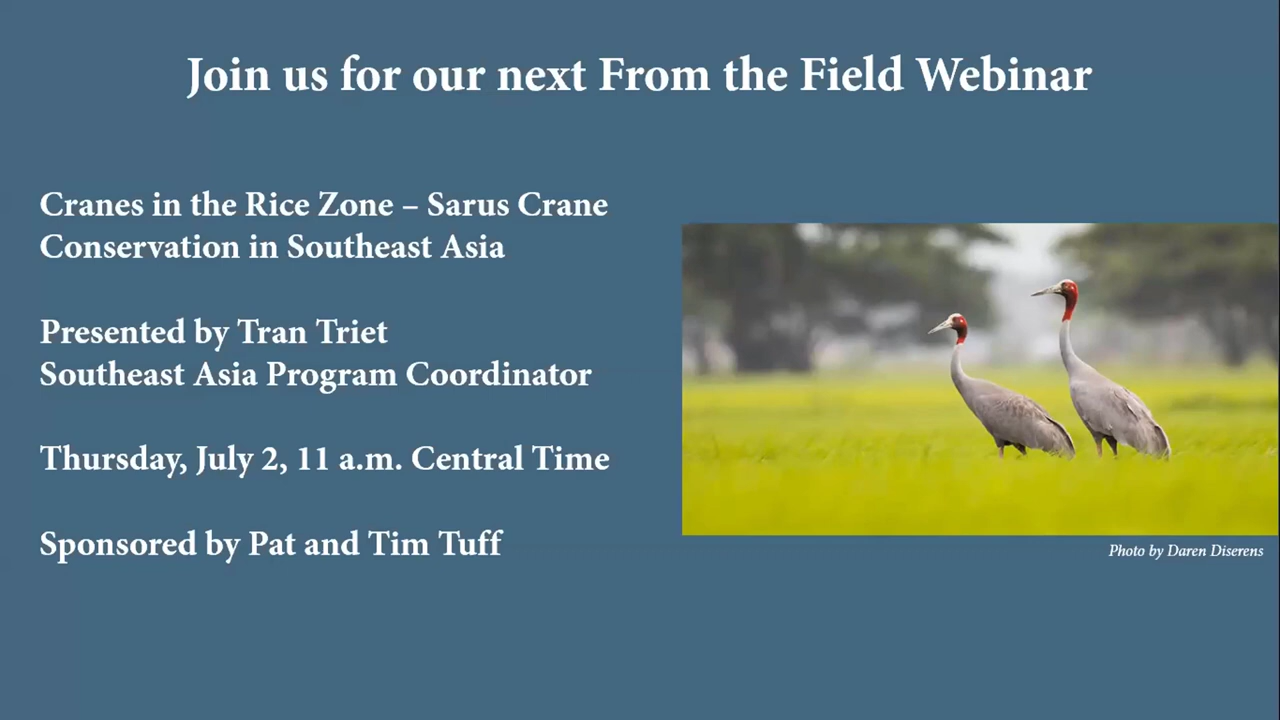 Join us for our next From the Field Webinar
Cranes in the Rice Zone – Sarus Crane
Conservation in Southeast Asia
Presented by Tran Triet
Southeast Asia Program Coordinator
Thursday, July 2, 11 a.m. Central Time
Sponsored by Pat and Tim Tuff
Photo by Daren Diserens